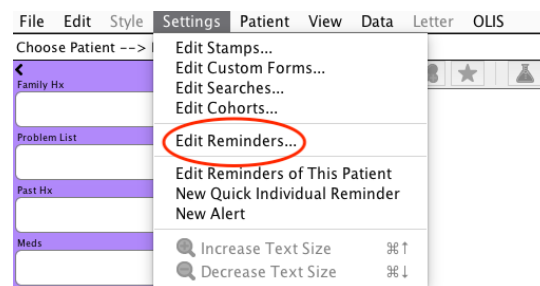 File Edit Style Settings Patient View Data Letter OLIS
Choose Patient -->
Family Hx
Problem List
Past Hx
Meds
Edit Stamps...
Edit Custom Forms...
Edit Searches...
Edit Cohorts...
Edit Reminders...
Edit Reminders of This Patient
New Quick Individual Reminder
New Alert
Increase Text Size ⌘↑
Decrease Text Size ⌘↓